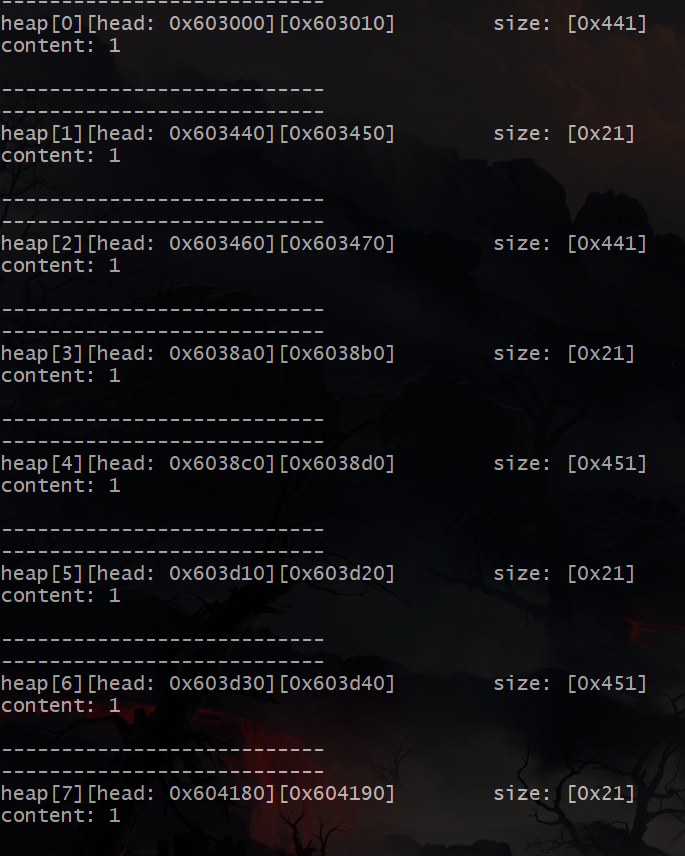 ---------------------------
heap[0][head: 0x603000][0x603010]        size: [0x441]
content: 1
---------------------------
---------------------------
heap[1][head: 0x603440][0x603450]        size: [0x21]
content: 1
---------------------------
---------------------------
heap[2][head: 0x603460][0x603470]        size: [0x441]
content: 1
---------------------------
---------------------------
heap[3][head: 0x6038a0][0x6038b0]        size: [0x21]
content: 1
---------------------------
---------------------------
heap[4][head: 0x6038c0][0x6038d0]        size: [0x451]
content: 1
---------------------------
---------------------------
heap[5][head: 0x603d10][0x603d20]        size: [0x21]
content: 1
---------------------------
---------------------------
heap[6][head: 0x603d30][0x603d40]        size: [0x451]
content: 1
---------------------------
---------------------------
heap[7][head: 0x604180][0x604190]        size: [0x21]
content: 1